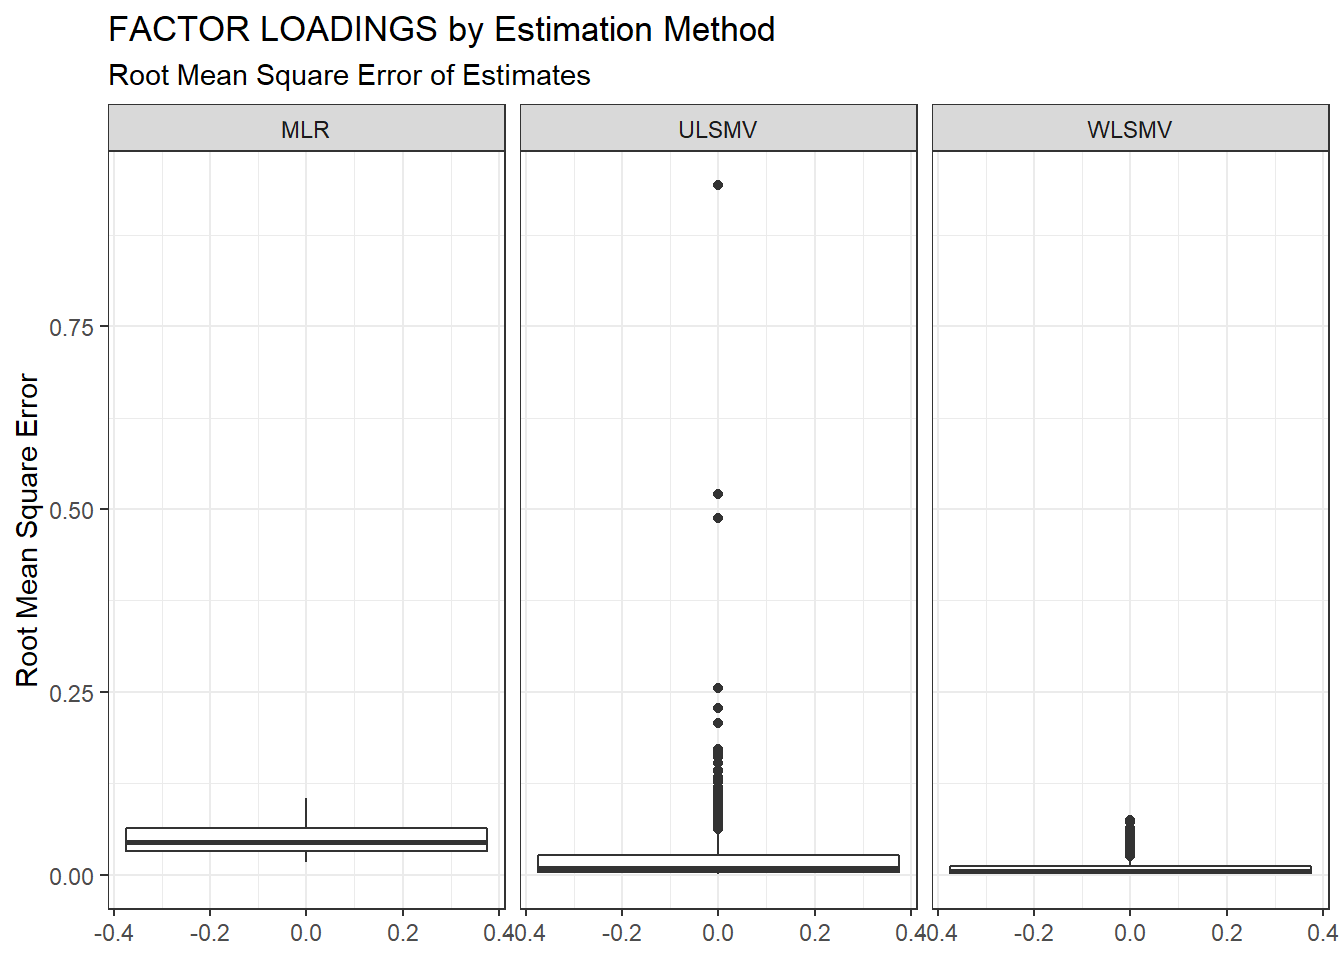 FACTOR LOADINGS by Estimation Method
Root Mean Square Error of Estimates
MLR ULSMV WLSMV
Root Mean Square Error
0.75
0.50
0.25
0.00
-0.4 -0.2 0.0 0.2 0.4 -0.4 -0.2 0.0 0.2 0.4 -0.4 -0.2 0.0 0.2 0.4